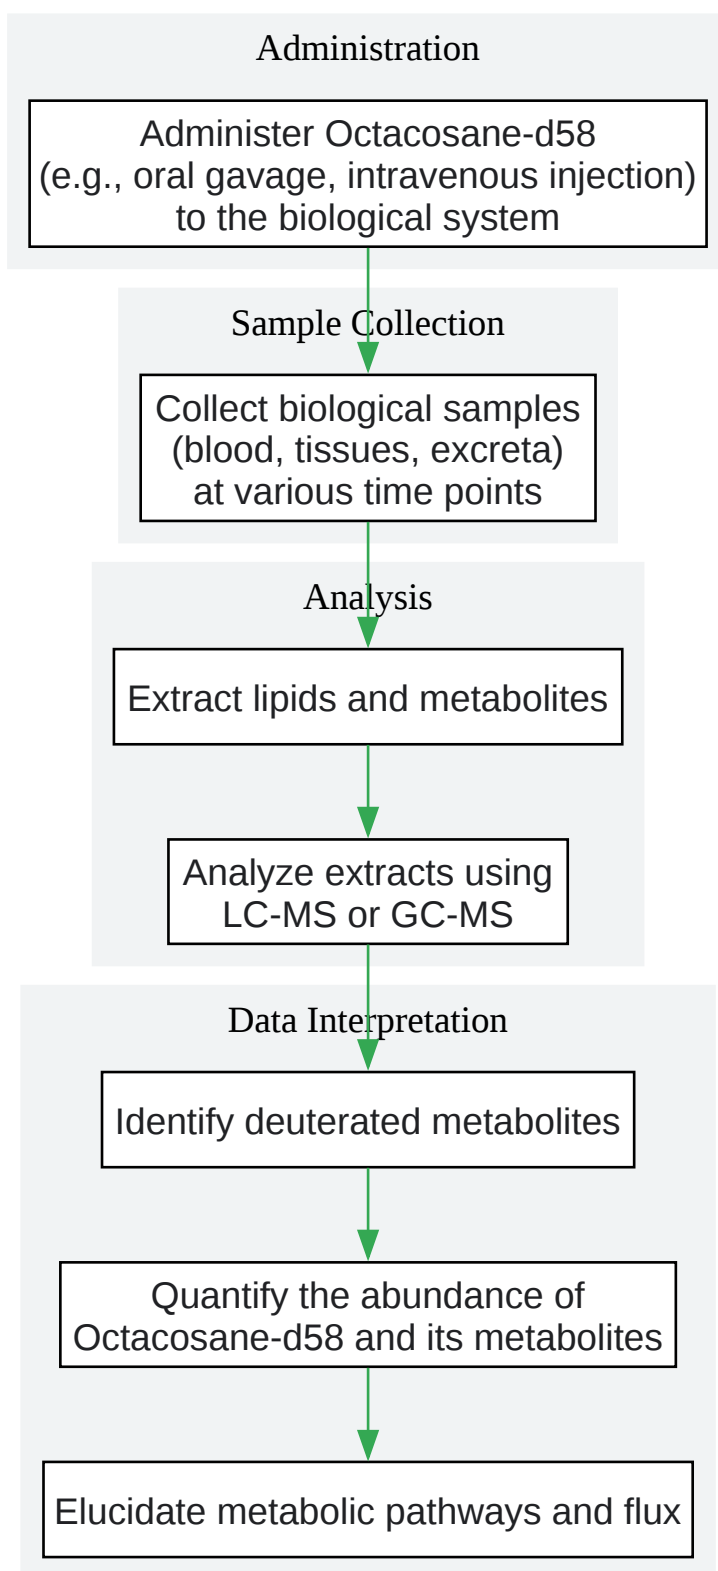 Administration
Administer Octacosane-d58
(e.g., oral gavage, intravenous injection)
to the biological system
Sample Collection
Collect biological samples
(blood, tissues, excreta)
at various time points
Analysis
Extract lipids and metabolites
Analyze extracts using
LC-MS or GC-MS
Data Interpretation
Identify deuterated metabolites
Quantify the abundance of
Octacosane-d58 and its metabolites
Elucidate metabolic pathways and flux